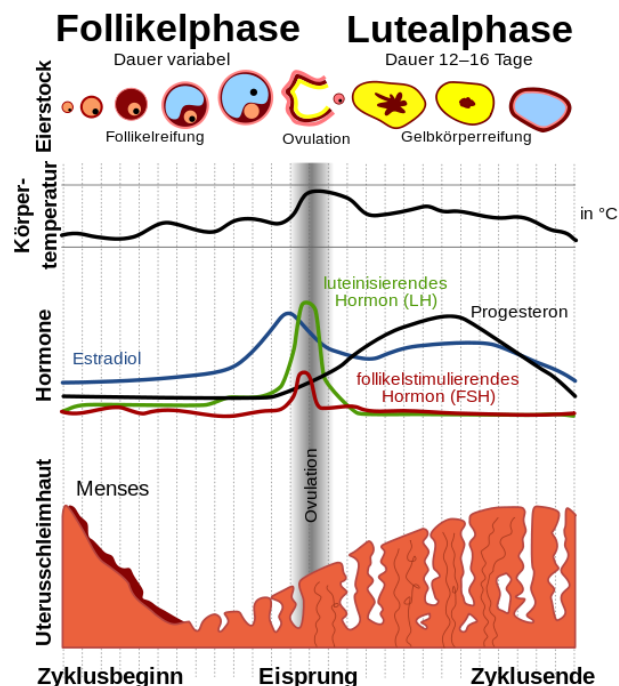 Follikelphase
Lutealphase
Dauer variabel
Dauer 12–16 Tage
Eierstock
Follikelreifung
Ovulation
Gelbkörperreifung
Körper-
temperatur
in °C
Hormone
luteinisierendes
Hormon (LH)
Progesteron
Estradiol
follikelstimulierendes
Hormon (FSH)
Ovulation
Uterusschleimhaut
Menses
Zyklusbeginn
Eisprung
Zyklusende